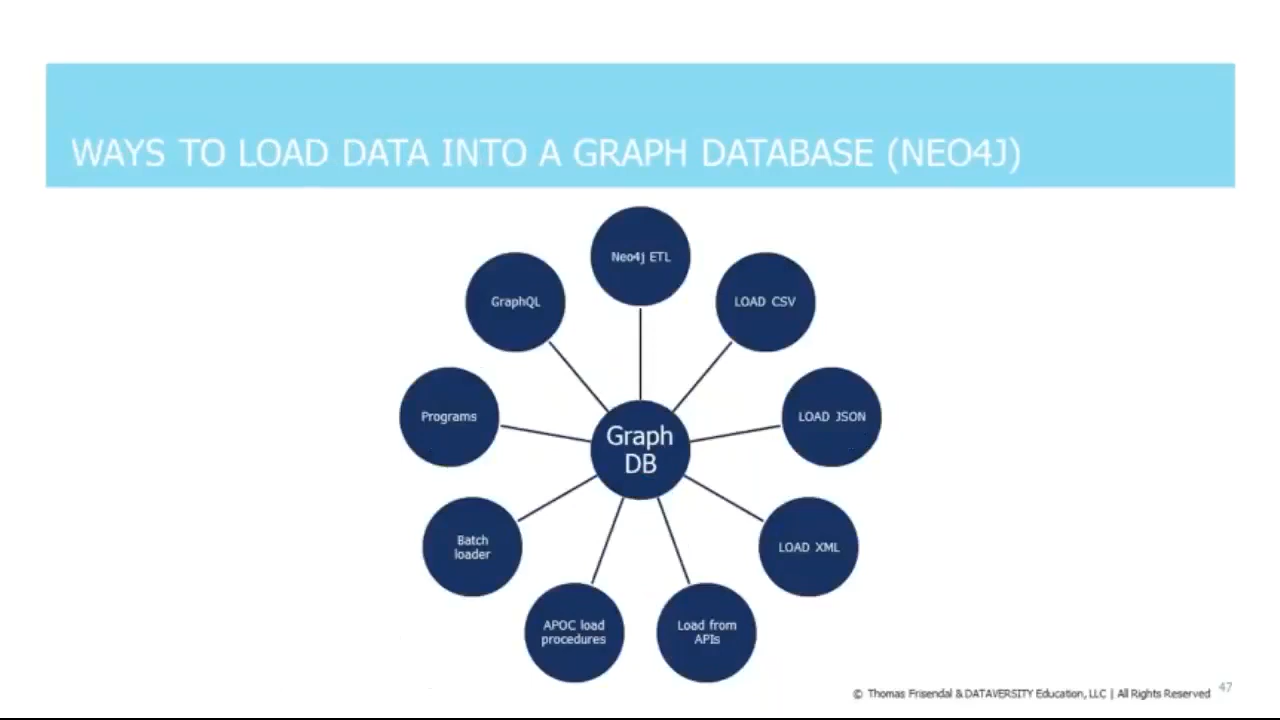 WAYS TO LOAD DATA INTO A GRAPH DATABASE (NEO4J)
Neo4j ETL
GraphQL
LOAD CSV
Programs
LOAD JSON
Graph
DB
Batch
loader
LOAD XML
APOC load
procedures
Load from
APIs
© Thomas Frisendal & DATAVERSITY Education, LLC | All Rights Reserved
47